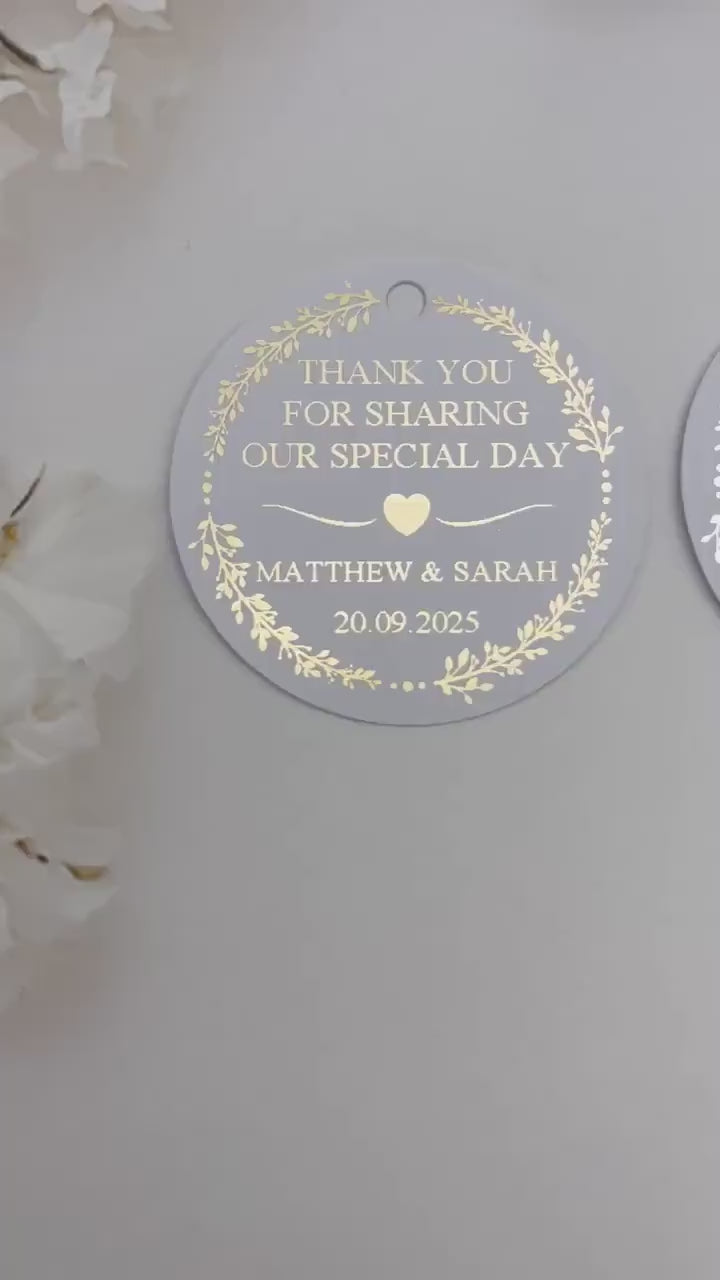 THANK YOU
FOR SHARING
OUR SPECIAL DAY
MATTHEW & SARAH
20.09.2025